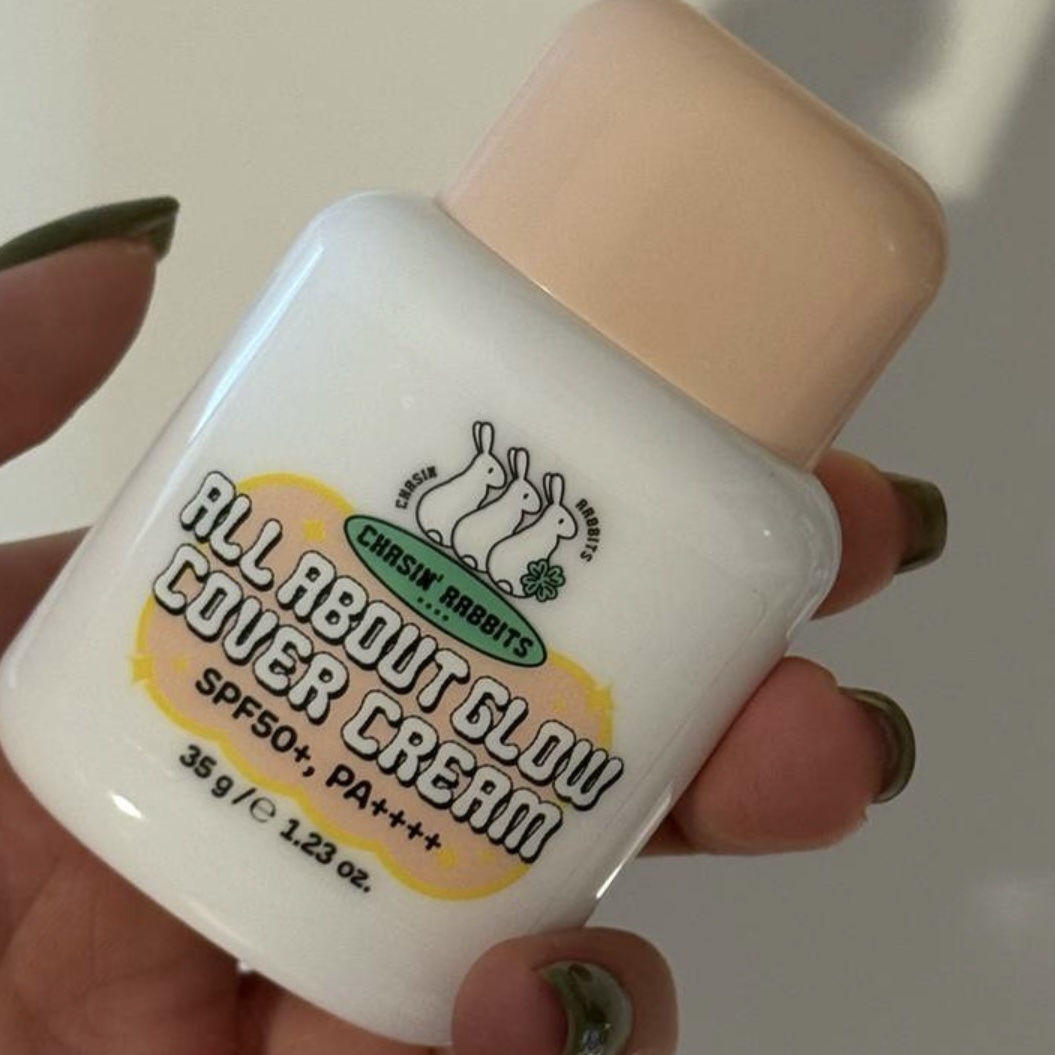 CHASIN RABBITS
CHASIN' RABBITS
ALL ABOUT GLOW
COVER CREAM
SPF50+, PA++++
35 g / ℮ 1.23 oz.